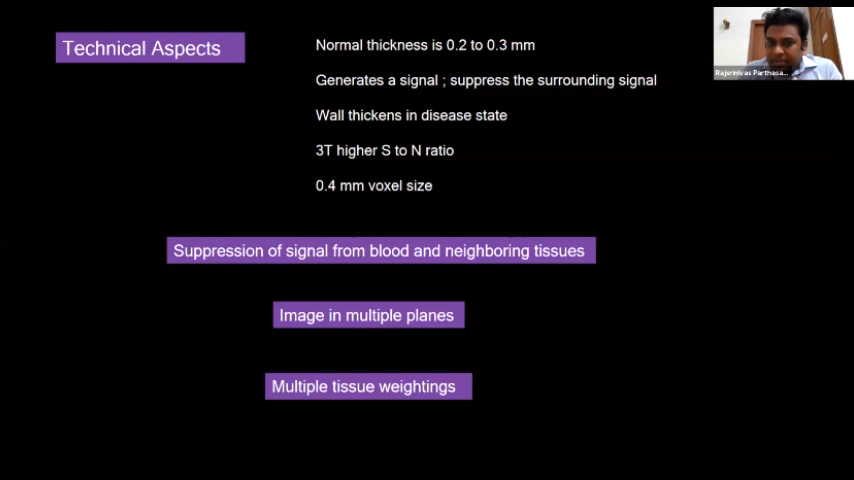 Technical Aspects
Normal thickness is 0.2 to 0.3 mm
Generates a signal ; suppress the surrounding signal
Wall thickens in disease state
3T higher S to N ratio
0.4 mm voxel size
Suppression of signal from blood and neighboring tissues
Image in multiple planes
Multiple tissue weightings
Rajsrinivas Parthasa...